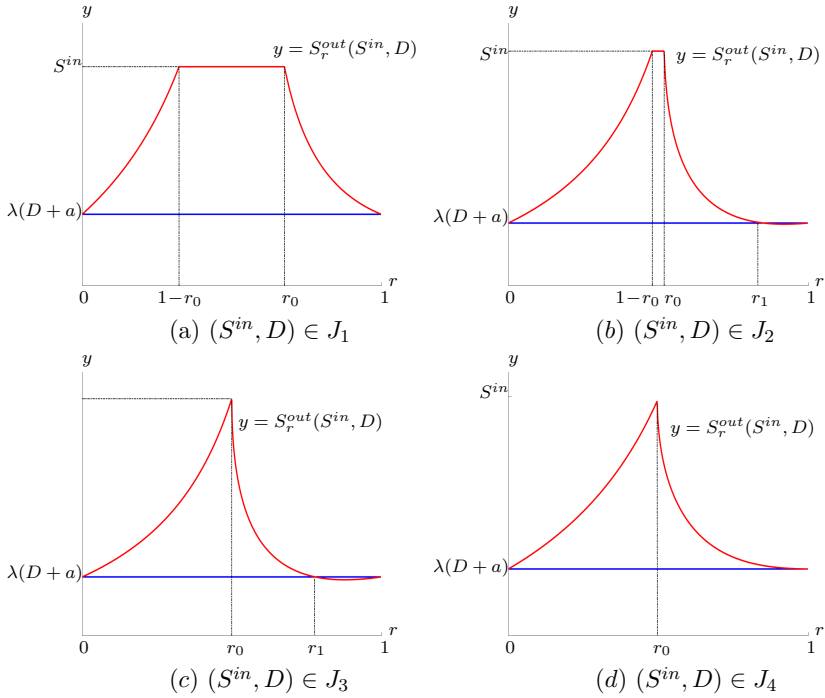 y
y = S_r^{out}(S^{in}, D)
S^{in}
λ(D + a)
r
0
1−r_0
r_0
1
(a) (S^{in}, D) ∈ J_1
y
S^{in}
y = S_r^{out}(S^{in}, D)
λ(D + a)
r
0
1−r_0
r_0
r_1
1
(b) (S^{in}, D) ∈ J_2
y
y = S_r^{out}(S^{in}, D)
λ(D + a)
r
0
r_0
r_1
1
(c) (S^{in}, D) ∈ J_3
y
S^{in}
y = S_r^{out}(S^{in}, D)
λ(D + a)
r
0
r_0
1
(d) (S^{in}, D) ∈ J_4